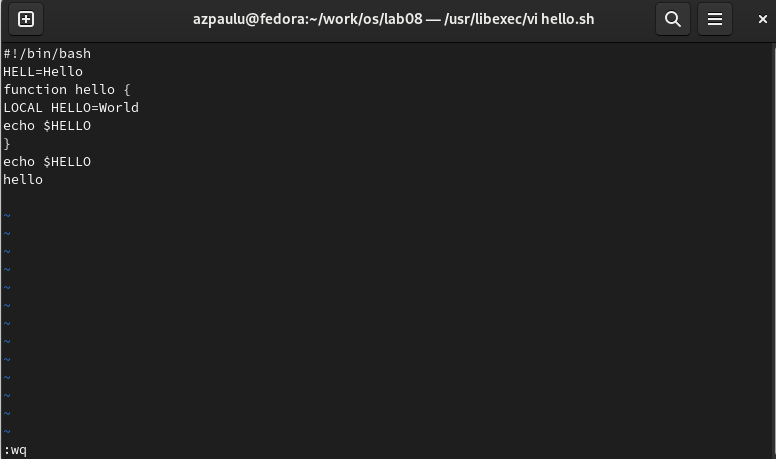 azpaulu@fedora:~/work/os/lab08 — /usr/libexec/vi hello.sh
#!/bin/bash
HELL=Hello
function hello {
LOCAL HELLO=World
echo $HELLO
}
echo $HELLO
hello
~
~
~
~
~
~
~
~
~
~
~
~
~
:wq